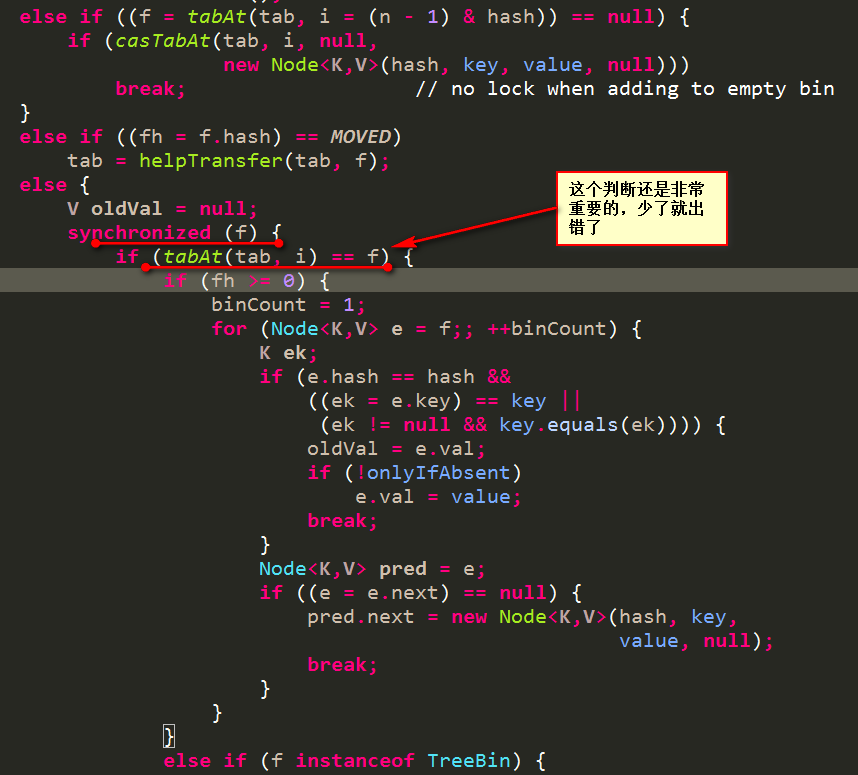 else if ((f = tabAt(tab, i = (n - 1) & hash)) == null) {
if (casTabAt(tab, i, null,
new Node<K,V>(hash, key, value, null)))
break; // no lock when adding to empty bin
}
else if ((fh = f.hash) == MOVED)
tab = helpTransfer(tab, f);
else {
V oldVal = null;
synchronized (f) {
if (tabAt(tab, i) == f) {
这个判断还是非常
重要的，少了就出
错了
if (fh >= 0) {
binCount = 1;
for (Node<K,V> e = f;; ++binCount) {
K ek;
if (e.hash == hash &&
((ek = e.key) == key ||
(ek != null && key.equals(ek)))) {
oldVal = e.val;
if (!onlyIfAbsent)
e.val = value;
break;
}
Node<K,V> pred = e;
if ((e = e.next) == null) {
pred.next = new Node<K,V>(hash, key,
value, null);
break;
}
}
}
else if (f instanceof TreeBin) {